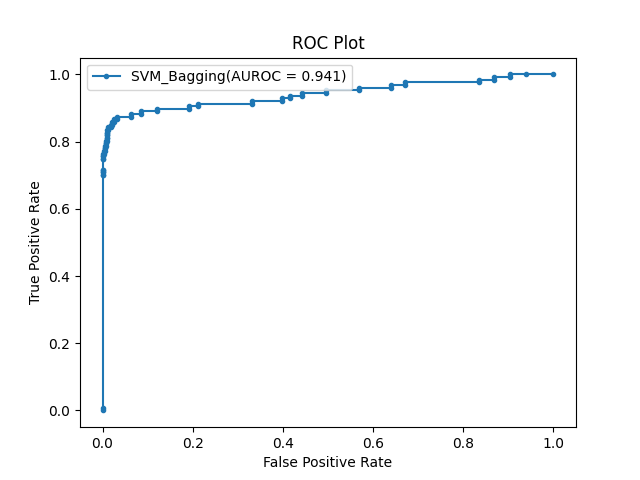 ROC Plot
SVM_Bagging(AUROC = 0.941)
1.0
0.8
0.6
0.4
0.2
0.0
True Positive Rate
0.0 0.2 0.4 0.6 0.8 1.0
False Positive Rate